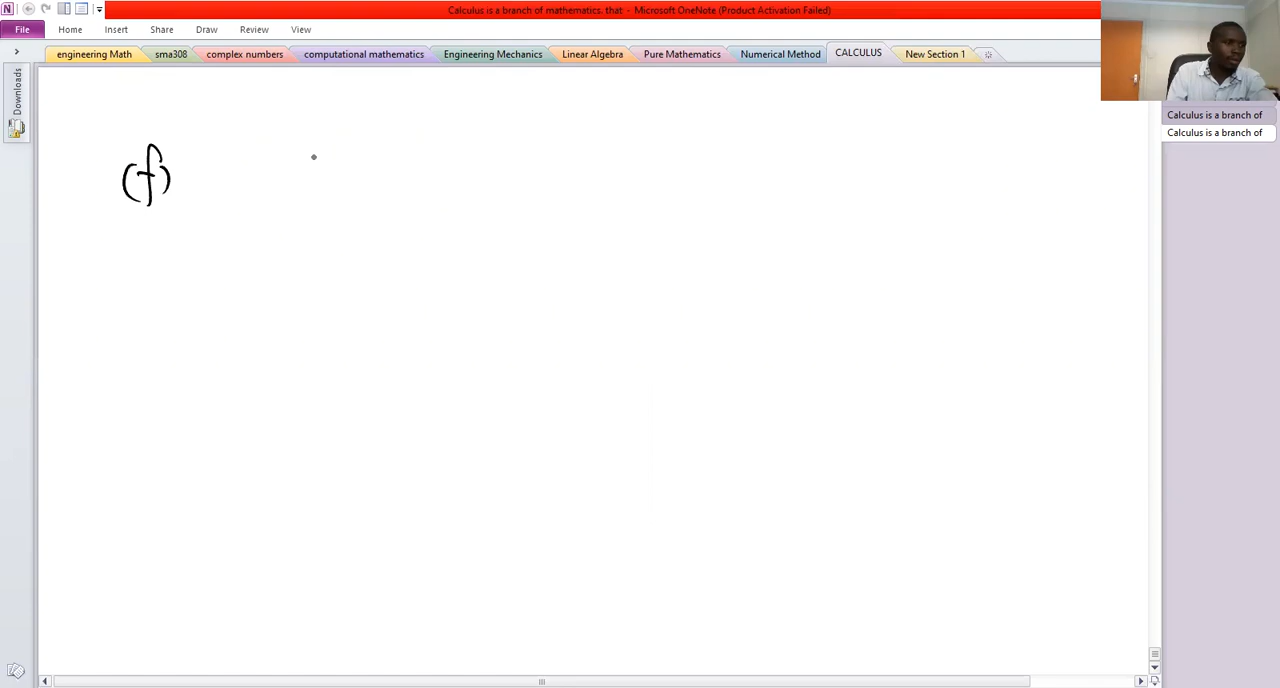 Calculus is a branch of mathematics. that - Microsoft OneNote (Product Activation Failed)
File Home Insert Share Draw Review View
engineering Math sma308 complex numbers computational mathematics Engineering Mechanics Linear Algebra Pure Mathematics Numerical Method CALCULUS New Section 1
Downloads
Calculus is a branch of
Calculus is a branch of
(f)